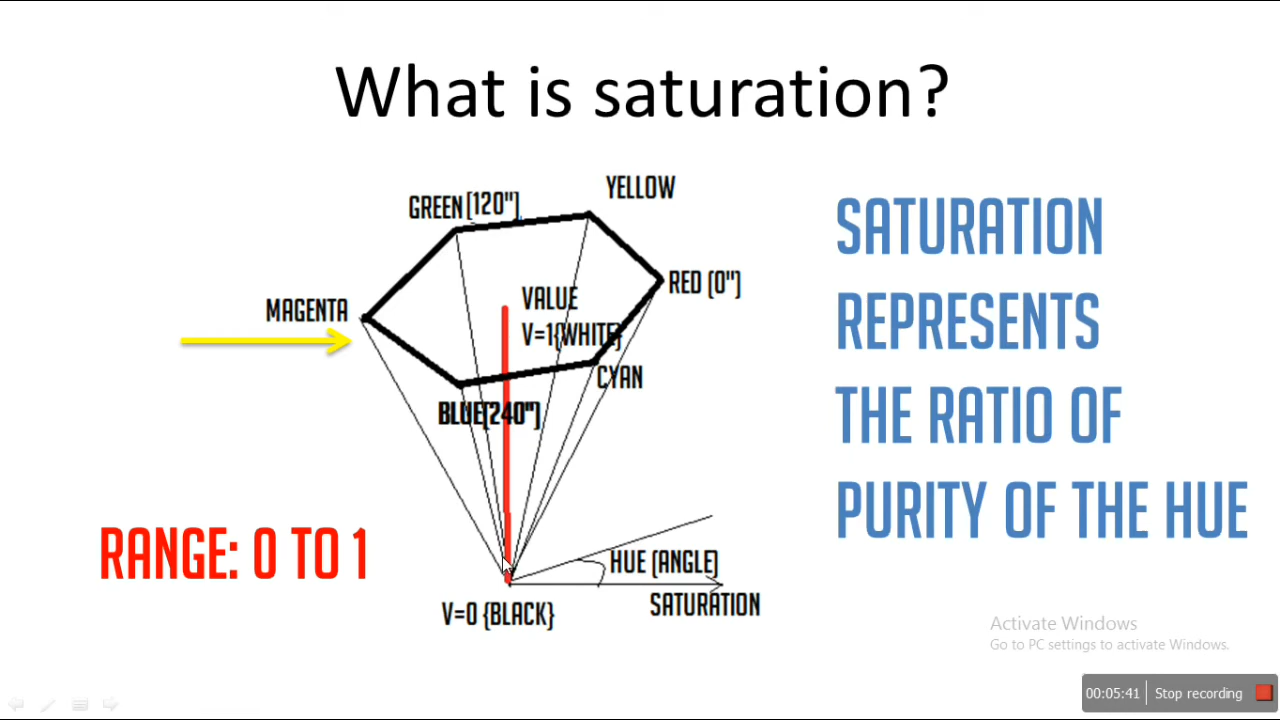 What is saturation?
YELLOW
GREEN [120"]
RED [0"]
MAGENTA
VALUE
V=1{WHITE}
CYAN
BLUE[240"]
HUE [ANGLE]
SATURATION
V=0 {BLACK}
RANGE: 0 TO 1
SATURATION
REPRESENTS
THE RATIO OF
PURITY OF THE HUE
Activate Windows
Go to PC settings to activate Windows.
00:05:41 Stop recording